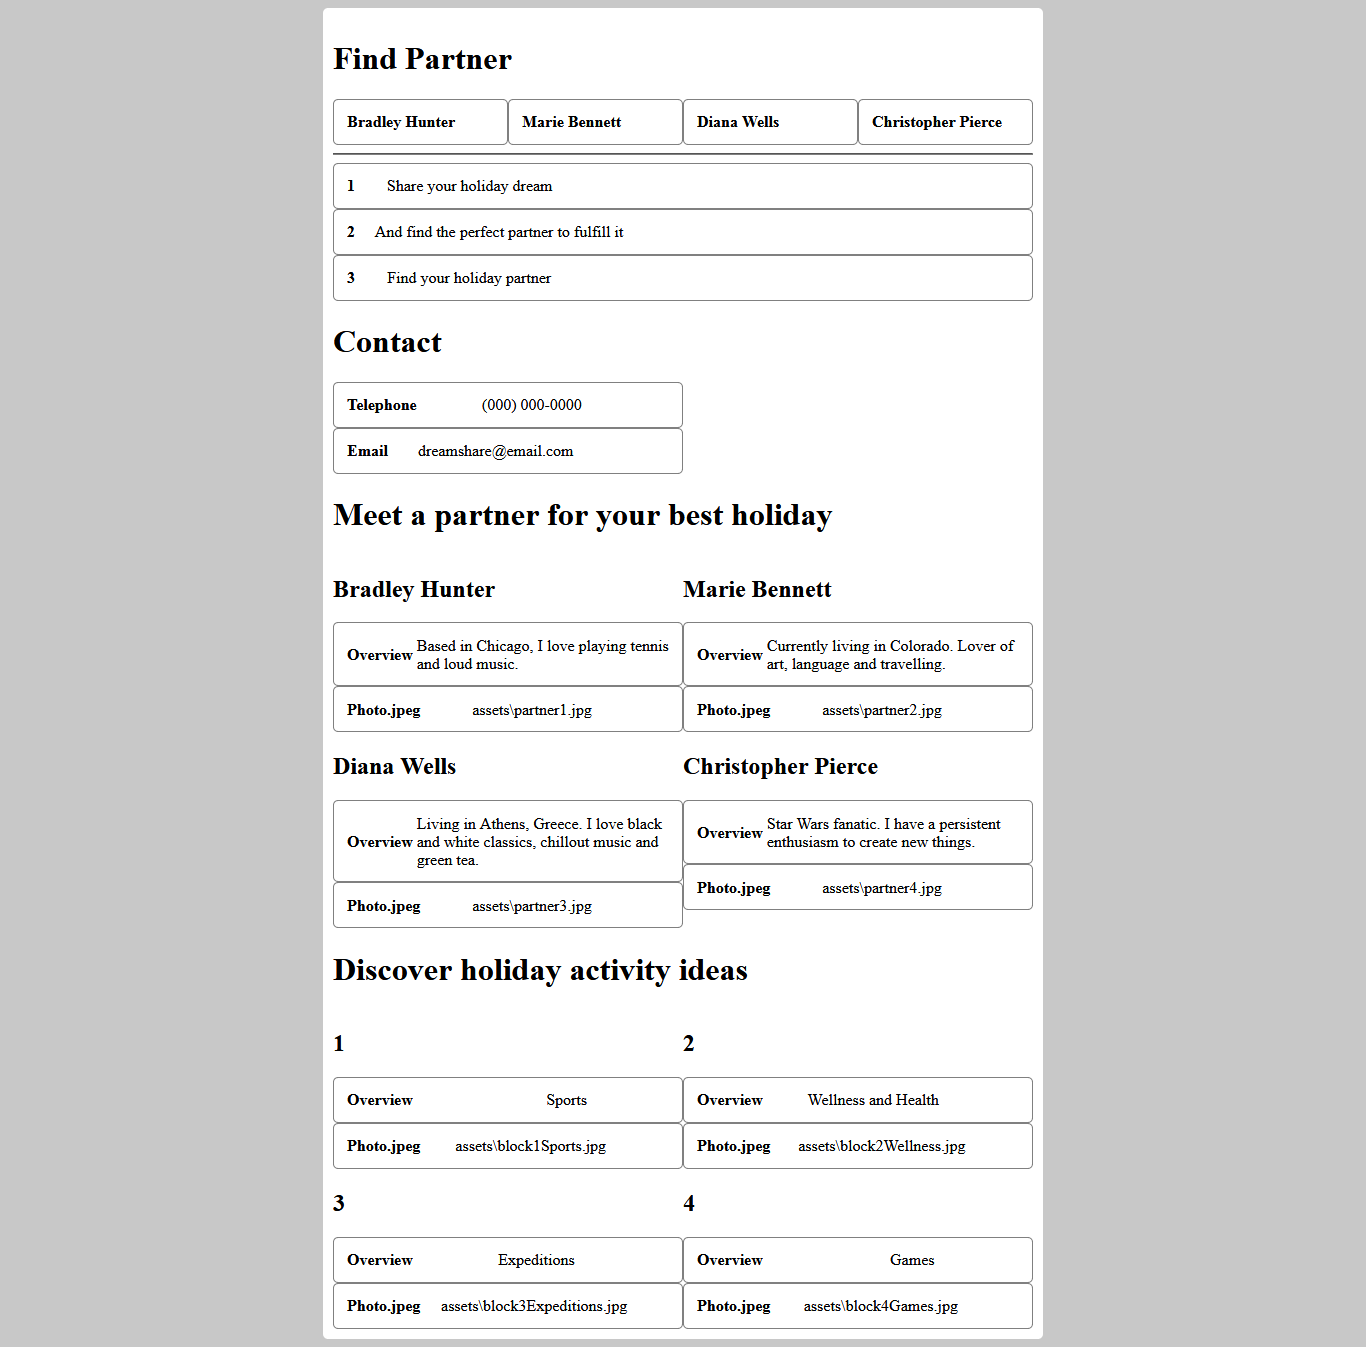 Find Partner
Bradley Hunter Marie Bennett Diana Wells Christopher Pierce
1 Share your holiday dream
2 And find the perfect partner to fulfill it
3 Find your holiday partner
Contact
Telephone (000) 000-0000
Email dreamshare@email.com
Meet a partner for your best holiday
Bradley Hunter
Overview Based in Chicago, I love playing tennis
and loud music.
Photo.jpeg assets\partner1.jpg
Marie Bennett
Overview Currently living in Colorado. Lover of
art, language and travelling.
Photo.jpeg assets\partner2.jpg
Diana Wells
Overview Living in Athens, Greece. I love black
and white classics, chillout music and
green tea.
Photo.jpeg assets\partner3.jpg
Christopher Pierce
Overview Star Wars fanatic. I have a persistent
enthusiasm to create new things.
Photo.jpeg assets\partner4.jpg
Discover holiday activity ideas
1
Overview Sports
Photo.jpeg assets\block1Sports.jpg
2
Overview Wellness and Health
Photo.jpeg assets\block2Wellness.jpg
3
Overview Expeditions
Photo.jpeg assets\block3Expeditions.jpg
4
Overview Games
Photo.jpeg assets\block4Games.jpg